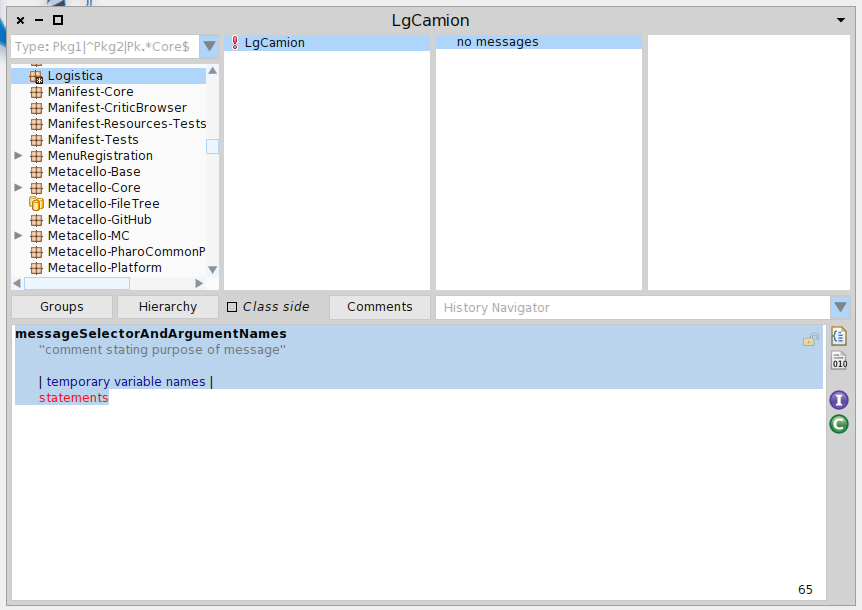 LgCamion
Type: Pkg1|^Pkg2|Pk.*Core$
Logistica
Manifest-Core
Manifest-CriticBrowser
Manifest-Resources-Tests
Manifest-Tests
MenuRegistration
Metacello-Base
Metacello-Core
Metacello-FileTree
Metacello-GitHub
Metacello-MC
Metacello-PharoCommonP
Metacello-Platform
LgCamion
no messages
Groups
Hierarchy
Class side
Comments
History Navigator
messageSelectorAndArgumentNames
"comment stating purpose of message"
| temporary variable names |
statements
010
I
C
65